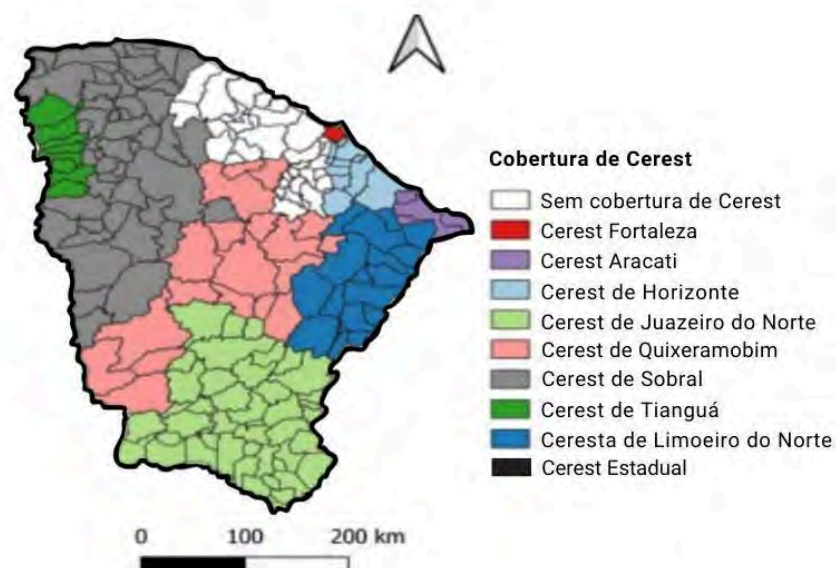 Cobertura de Cerest
Sem cobertura de Cerest
Cerest Fortaleza
Cerest Aracati
Cerest de Horizonte
Cerest de Juazeiro do Norte
Cerest de Quixeramobim
Cerest de Sobral
Cerest de Tianguá
Ceresta de Limoeiro do Norte
Cerest Estadual
0 100 200 km